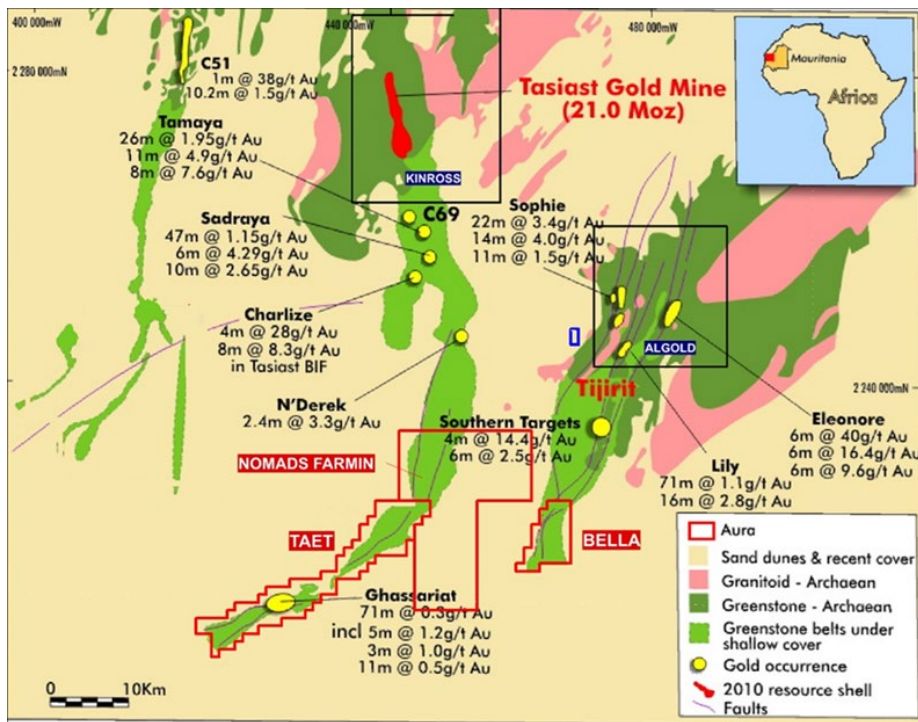 400 000mW
440 000mW
480 000mW
2 280 000mN
C51
1m @ 38g/t Au
10.2m @ 1.5g/t Au
Tamaya
26m @ 1.95g/t Au
11m @ 4.9g/t Au
8m @ 7.6g/t Au
Sadraya
47m @ 1.15g/t Au
6m @ 4.29g/t Au
10m @ 2.65g/t Au
Charlize
4m @ 28g/t Au
8m @ 8.3g/t Au
in Tasiast BIF
N'Derek
2.4m @ 3.3g/t Au
Tasiast Gold Mine
(21.0 Moz)
KINROSS
C69
Sophie
22m @ 3.4g/t Au
14m @ 4.0g/t Au
11m @ 1.5g/t Au
Mauritania
Africa
ALGOLD
Tijirit
2 240 000mN
Southern Targets
4m @ 14.4g/t Au
6m @ 2.5g/t Au
Eleonore
6m @ 40g/t Au
6m @ 16.4g/t Au
6m @ 9.6g/t Au
Lily
71m @ 1.1g/t Au
16m @ 2.8g/t Au
NOMADS FARMIN
TAET
BELLA
Ghassariat
71m @ 0.3g/t Au
incl 5m @ 1.2g/t Au
3m @ 1.0g/t Au
11m @ 0.5g/t Au
Aura
Sand dunes & recent cover
Granitoid - Archaean
Greenstone - Archaean
Greenstone belts under
shallow cover
Gold occurrence
2010 resource shell
Faults
0 10Km